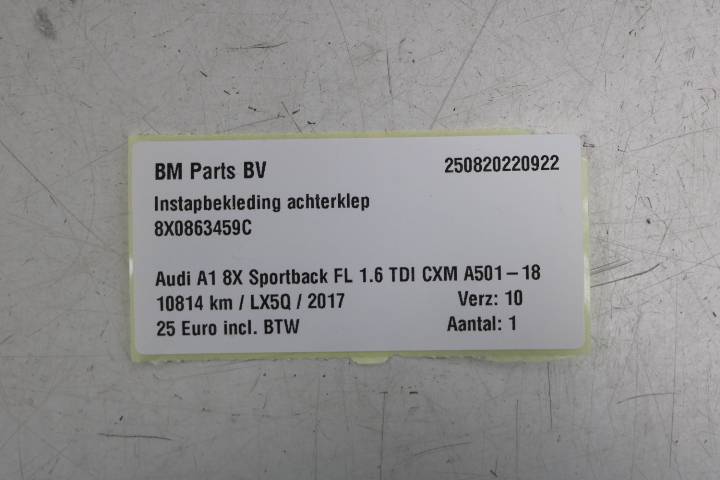 BM Parts BV 250820220922
Instapbekleding achterklep
8X0863459C
Audi A1 8X Sportback FL 1.6 TDI CXM A501-18
10814 km / LX5Q / 2017 Verz: 10
25 Euro incl. BTW Aantal: 1